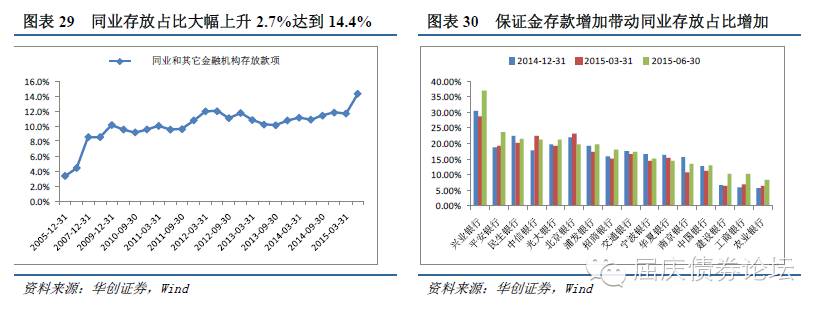 图表 29 同业存放占比大幅上升 2.7%达到 14.4%
同业和其它金融机构存放款项
16.0%
14.0%
12.0%
10.0%
8.0%
6.0%
4.0%
2.0%
0.0%
2005-12-31
2007-12-31
2009-12-31
2010-09-30
2011-03-31
2011-09-30
2012-03-31
2012-09-30
2013-03-31
2013-09-30
2014-03-31
2014-09-30
2015-03-31
资料来源：华创证券，Wind
图表 30 保证金存款增加带动同业存放占比增加
2014-12-31 2015-03-31 2015-06-30
40.00%
35.00%
30.00%
25.00%
20.00%
15.00%
10.00%
5.00%
0.00%
兴业银行
平安银行
民生银行
中信银行
光大银行
北京银行
浦发银行
招商银行
交通银行
宁波银行
华夏银行
南京银行
中国银行
建设银行
工商银行
农业银行
资料来源：华创证券，Wind
屈庆债券论坛